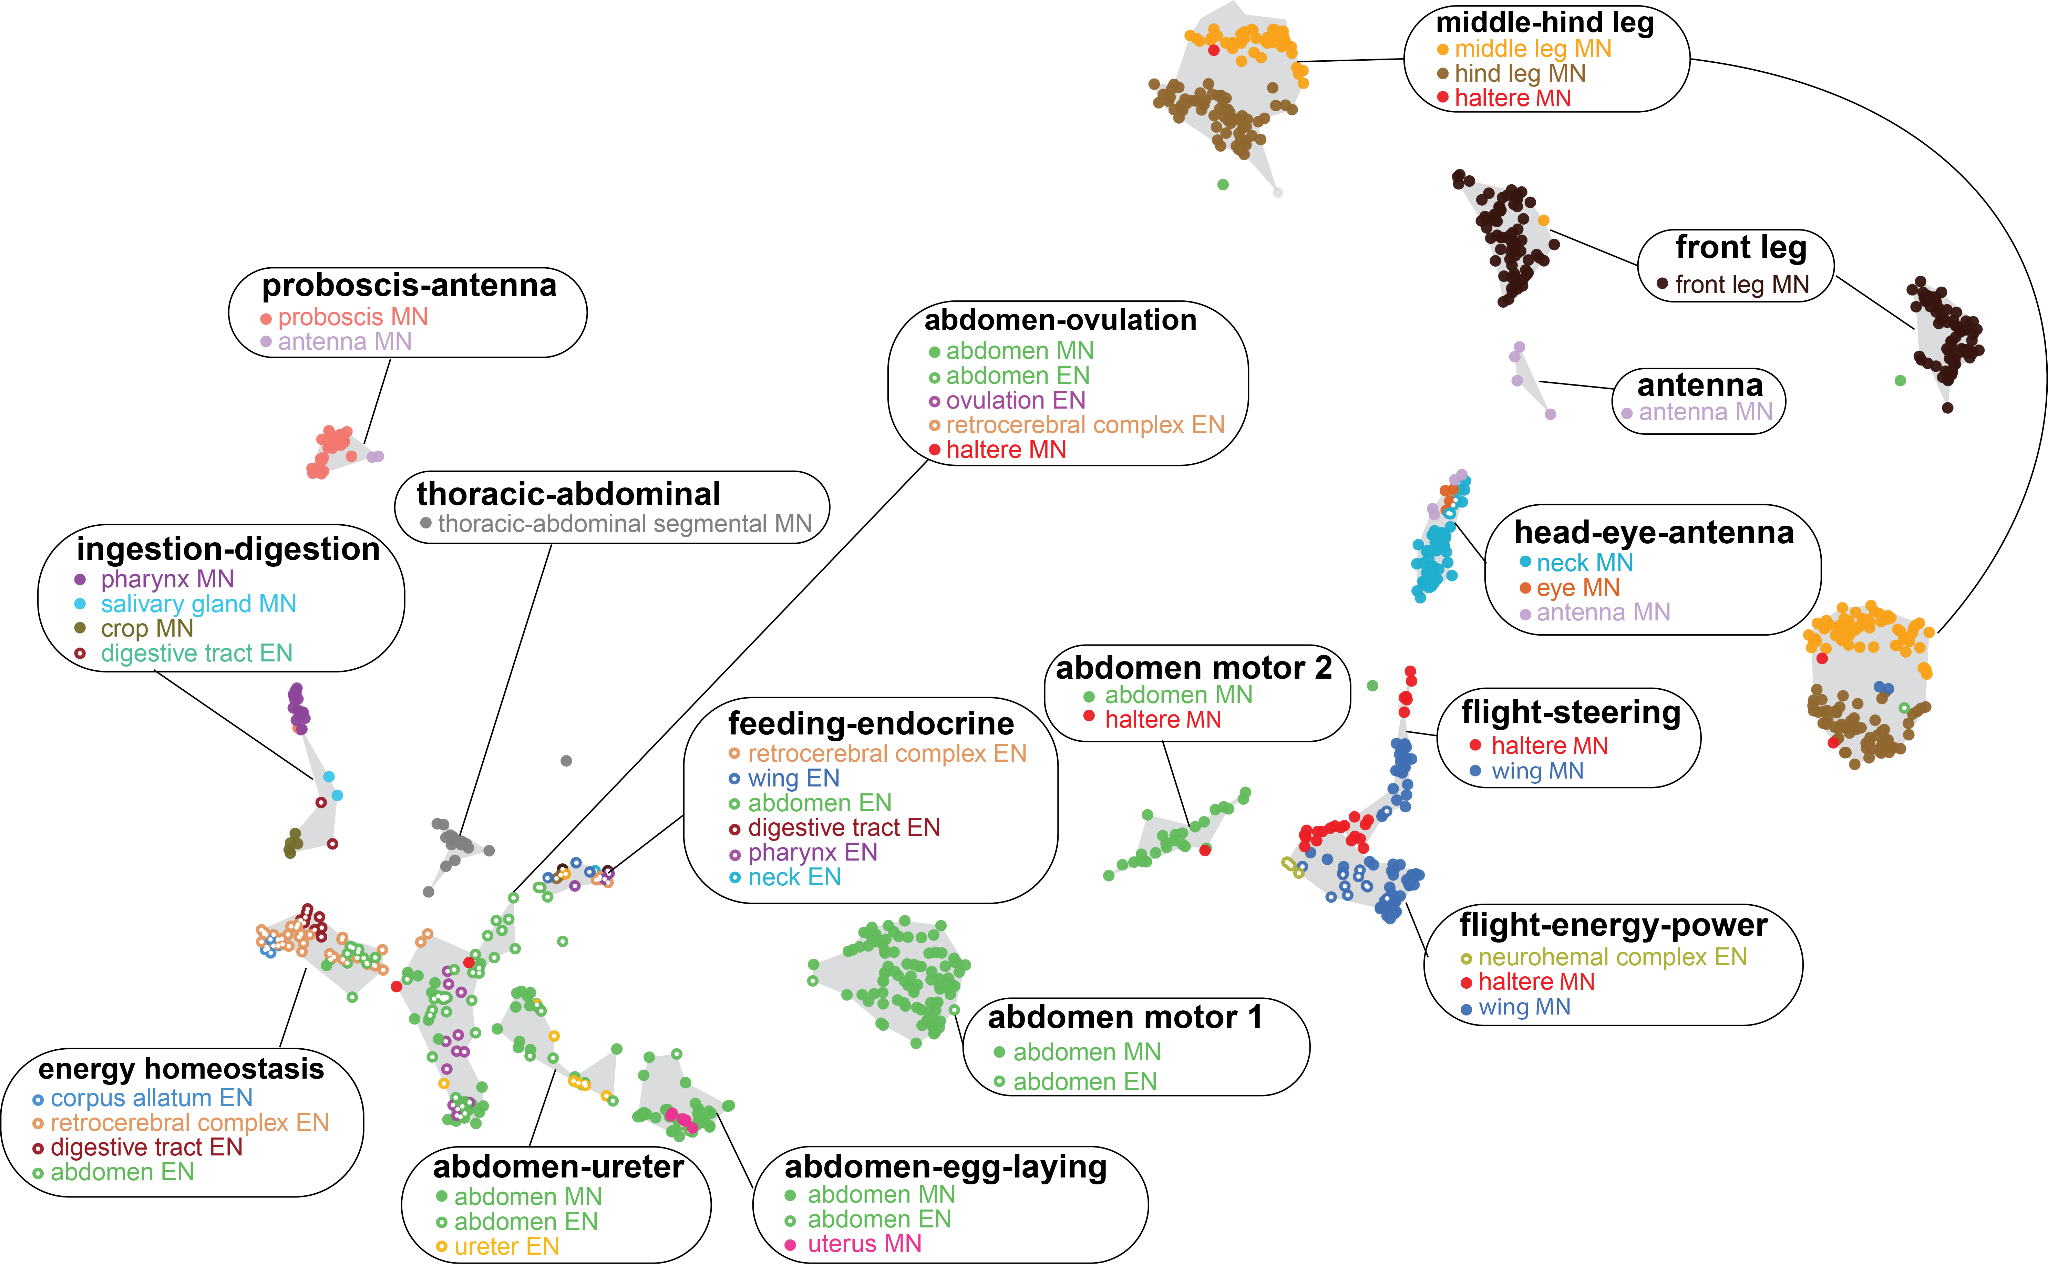 middle-hind leg
middle leg MN
hind leg MN
haltere MN
front leg
front leg MN
proboscis-antenna
proboscis MN
antenna MN
abdomen-ovulation
abdomen MN
abdomen EN
ovulation EN
retrocerebral complex EN
haltere MN
antenna
antenna MN
thoracic-abdominal
thoracic-abdominal segmental MN
ingestion-digestion
pharynx MN
salivary gland MN
crop MN
digestive tract EN
head-eye-antenna
neck MN
eye MN
antenna MN
abdomen motor 2
abdomen MN
haltere MN
feeding-endocrine
retrocerebral complex EN
wing EN
abdomen EN
digestive tract EN
pharynx EN
neck EN
flight-steering
haltere MN
wing MN
flight-energy-power
neurohemal complex EN
haltere MN
wing MN
abdomen motor 1
abdomen MN
abdomen EN
energy homeostasis
corpus allatum EN
retrocerebral complex EN
digestive tract EN
abdomen EN
abdomen-ureter
abdomen MN
abdomen EN
ureter EN
abdomen-egg-laying
abdomen MN
abdomen EN
uterus MN